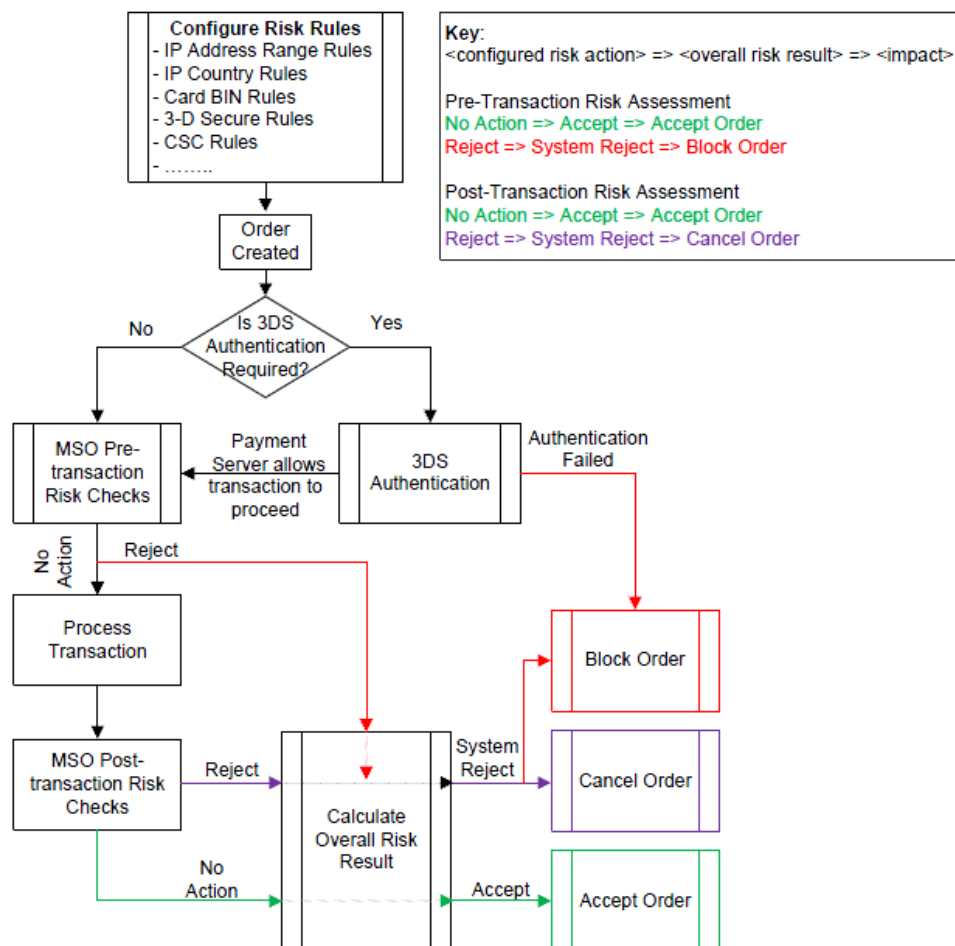 Configure Risk Rules
- IP Address Range Rules
- IP Country Rules
- Card BIN Rules
- 3-D Secure Rules
- CSC Rules
- ........
Key:
<configured risk action> => <overall risk result> => <impact>
Pre-Transaction Risk Assessment
No Action => Accept => Accept Order
Reject => System Reject => Block Order
Post-Transaction Risk Assessment
No Action => Accept => Accept Order
Reject => System Reject => Cancel Order
Order
Created
No
Is 3DS
Authentication
Required?
Yes
MSO Pre-
transaction
Risk Checks
Payment
Server allows
transaction to
proceed
3DS
Authentication
Authentication
Failed
No
Action
Reject
Process
Transaction
Block Order
MSO Post-
transaction Risk
Checks
Reject
System
Reject
Cancel Order
Calculate
Overall Risk
Result
No
Action
Accept
Accept Order